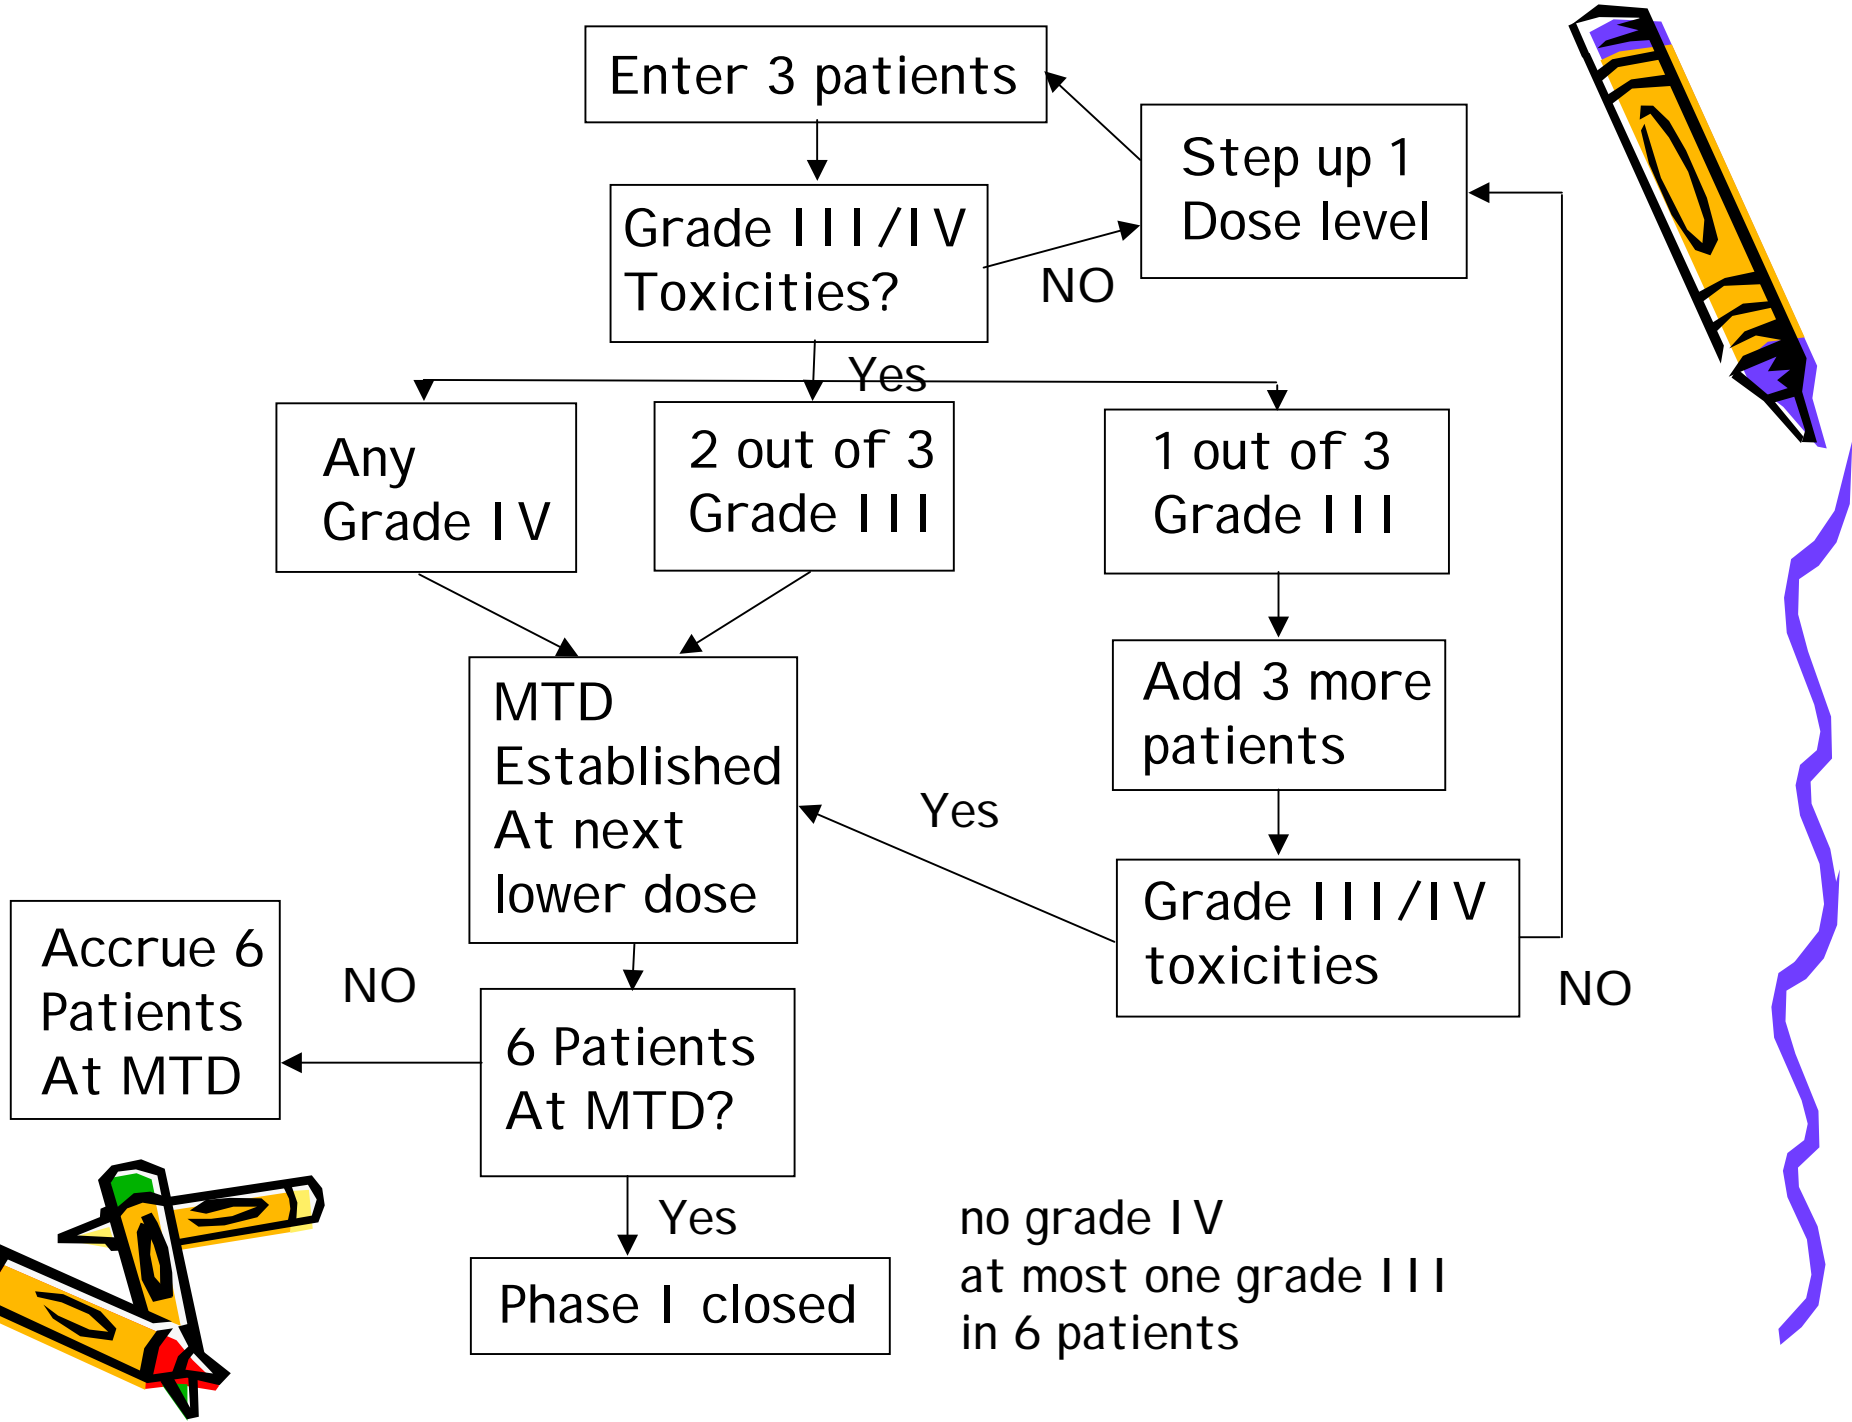 Enter 3 patients
Step up 1
Dose level
Grade III/IV
Toxicities?
NO
Yes
Any
Grade IV
2 out of 3
Grade III
1 out of 3
Grade III
Add 3 more
patients
MTD
Established
At next
lower dose
Yes
Grade III/IV
toxicities
NO
Accrue 6
Patients
At MTD
NO
6 Patients
At MTD?
Yes
Phase I closed
no grade IV
at most one grade III
in 6 patients